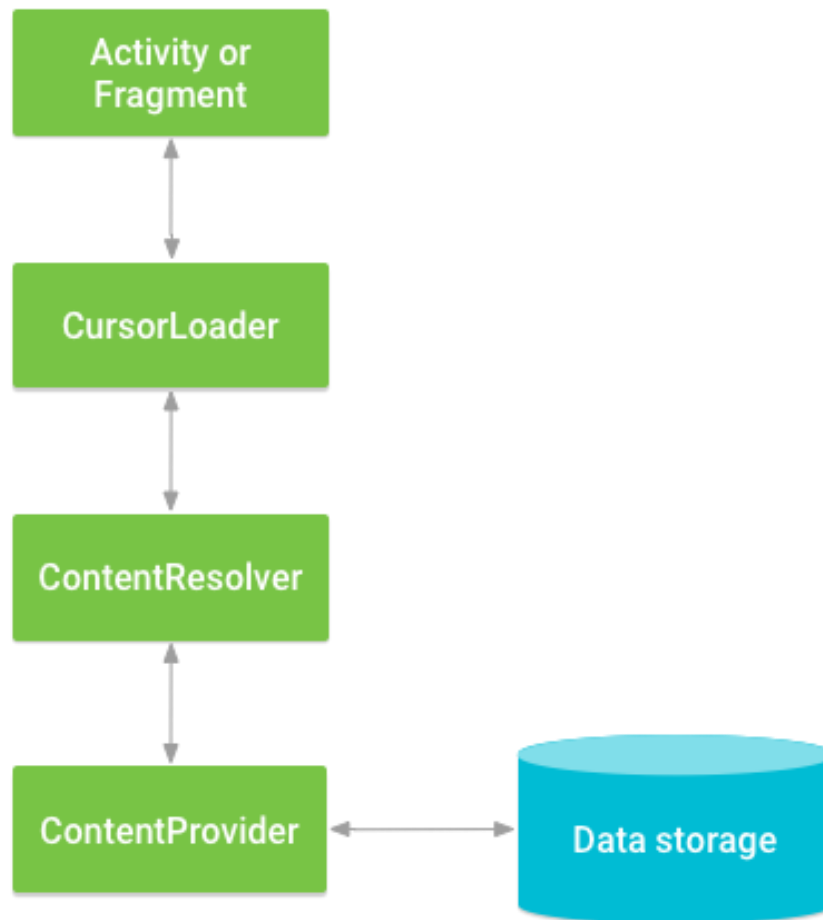 Activity or
Fragment
CursorLoader
ContentResolver
ContentProvider
Data storage